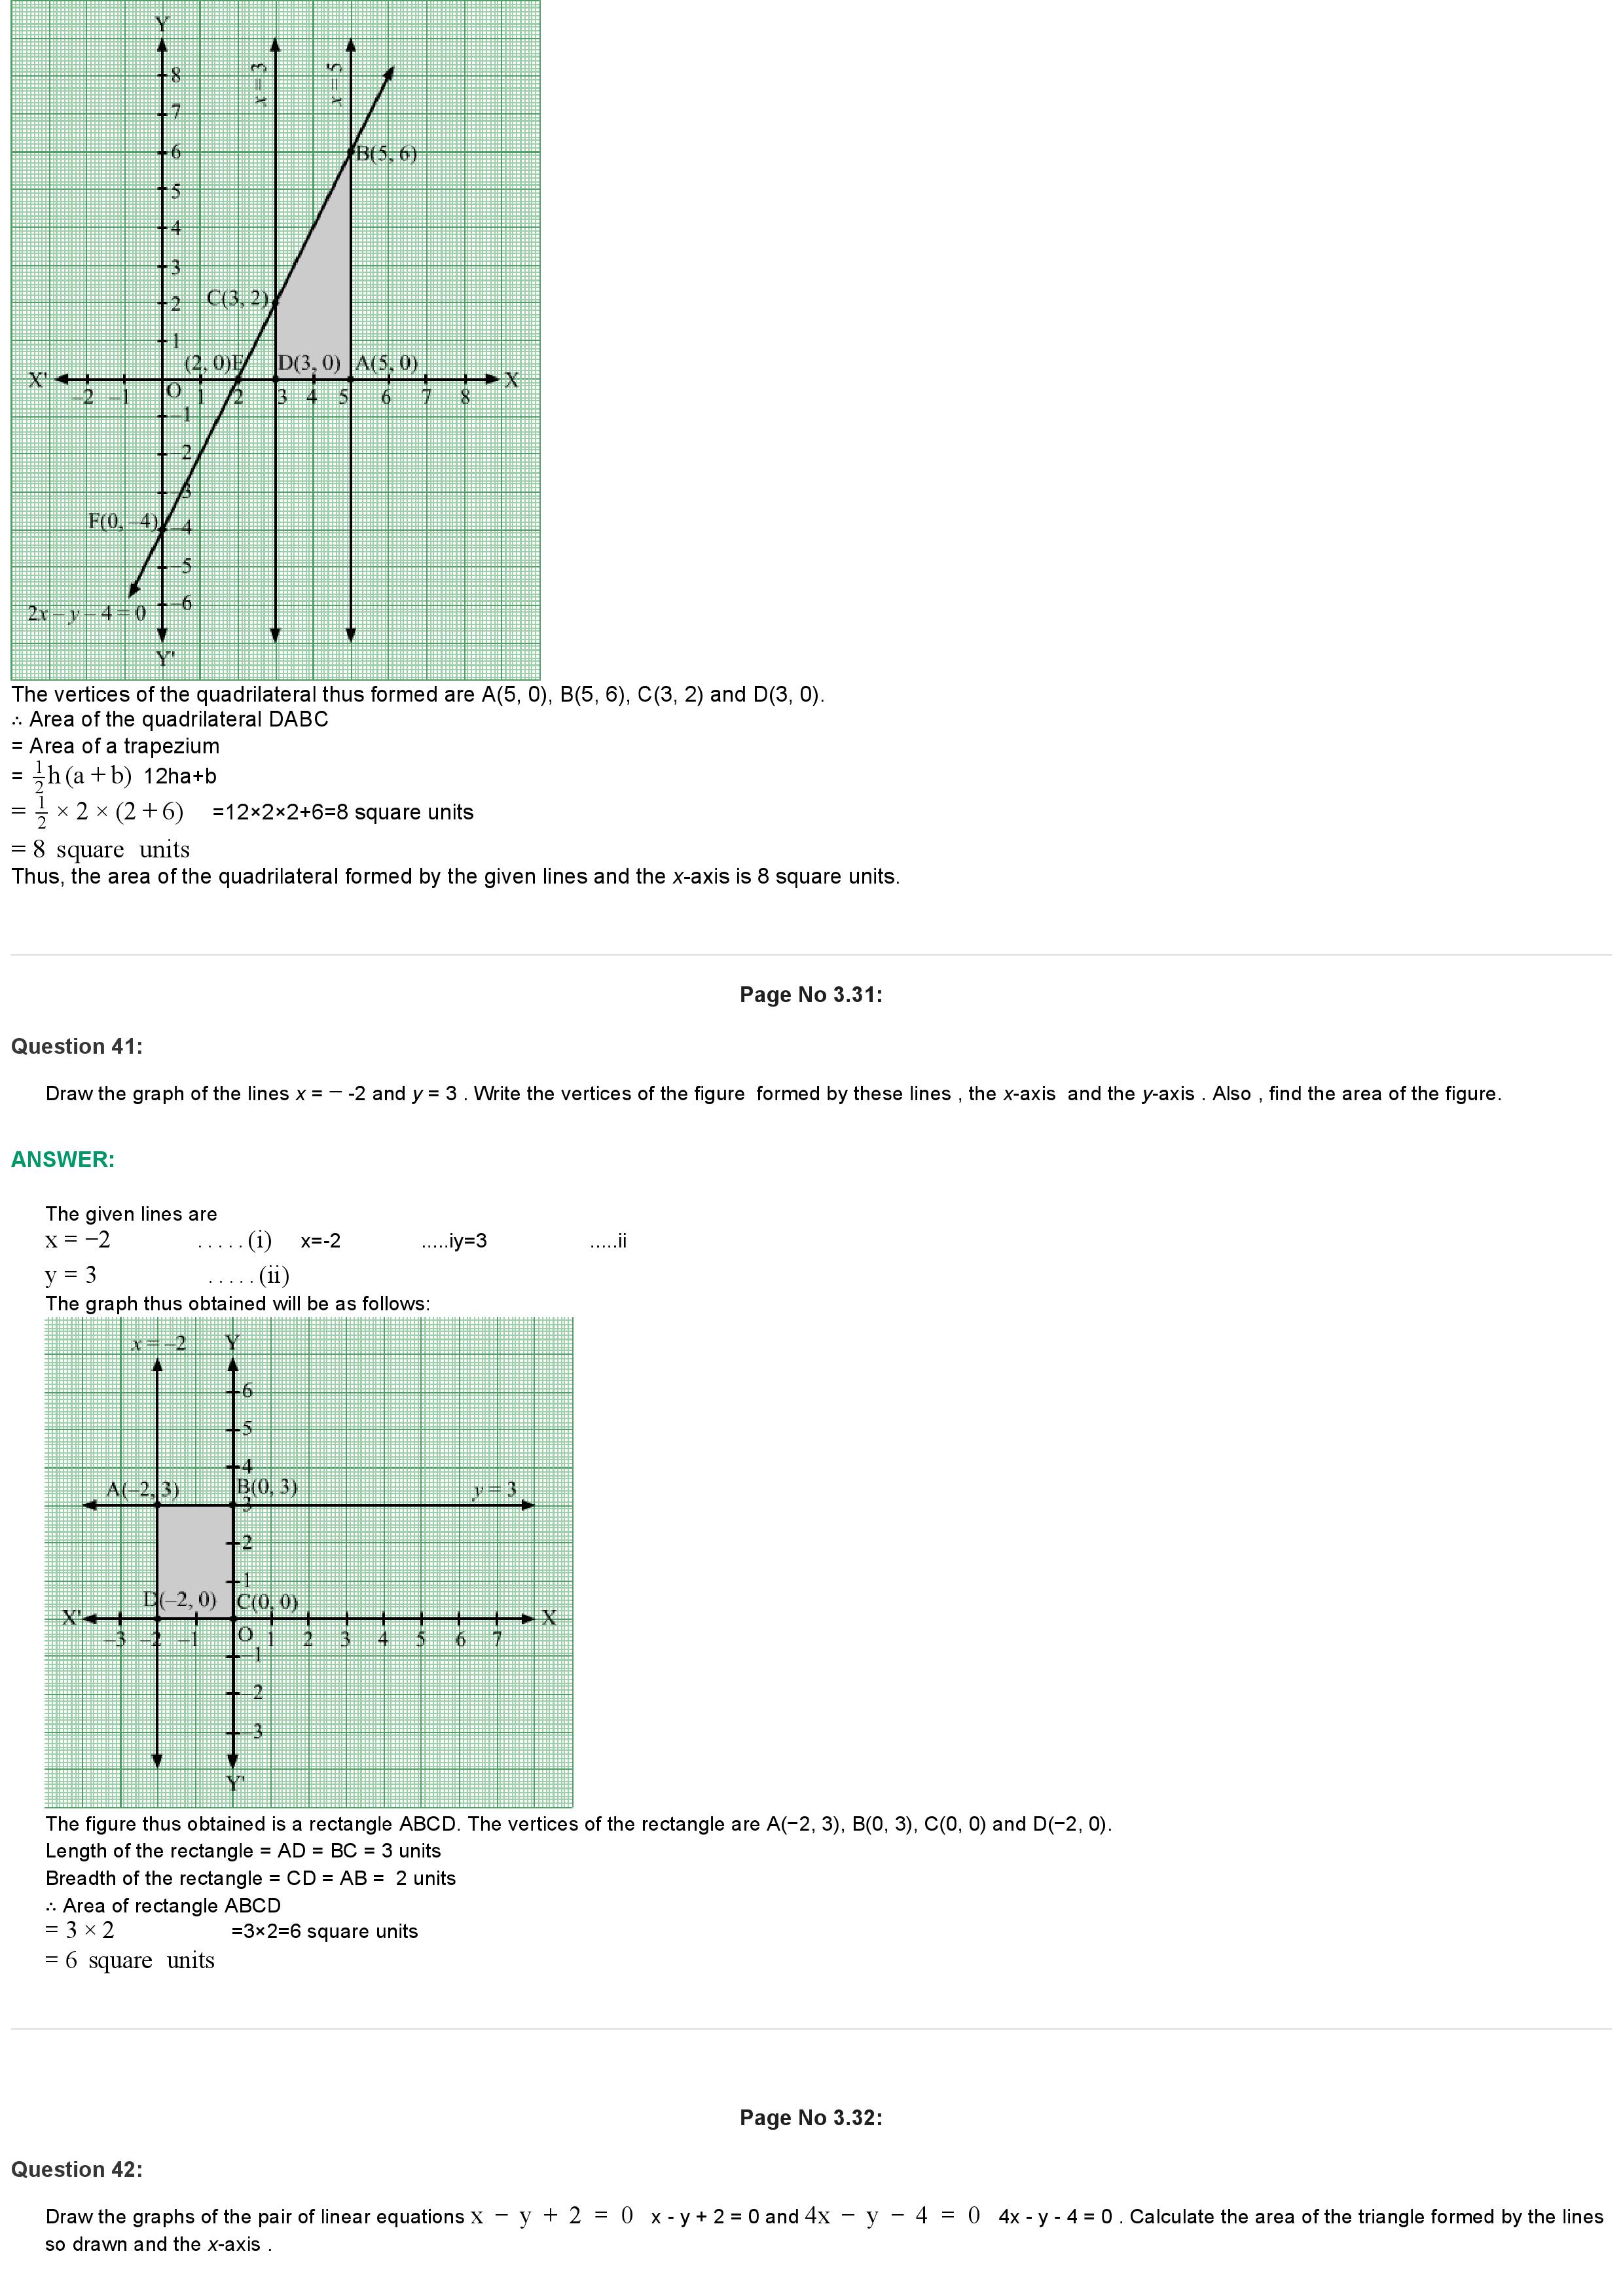 Y
8
7
6
5
4
3
2
1
x = 3
x = 5
B(5, 6)
C(3, 2)
(2, 0)E D(3, 0) A(5, 0)
X' X
–2 –1 O 1 2 3 4 5 6 7 8
–1
–2
–3
F(0, –4) –4
–5
–6
2x – y – 4 = 0
Y'
The vertices of the quadrilateral thus formed are A(5, 0), B(5, 6), C(3, 2) and D(3, 0).
∴ Area of the quadrilateral DABC
= Area of a trapezium
= 1/2 h (a + b) 12ha+b
= 1/2 × 2 × (2 + 6) =12×2×2+6=8 square units
= 8 square units
Thus, the area of the quadrilateral formed by the given lines and the x-axis is 8 square units.
Page No 3.31:
Question 41:
Draw the graph of the lines x = − -2 and y = 3 . Write the vertices of the figure formed by these lines , the x-axis and the y-axis . Also , find the area of the figure.
ANSWER:
The given lines are
x = −2 . . . . . (i) x=-2 .....iy=3 .....ii
y = 3 . . . . . (ii)
The graph thus obtained will be as follows:
x = –2 Y
6
5
4
A(–2, 3) B(0, 3) y = 3
3
2
1
D(–2, 0) C(0, 0)
X' X
–3 –2 –1 O 1 2 3 4 5 6 7
–1
–2
–3
Y'
The figure thus obtained is a rectangle ABCD. The vertices of the rectangle are A(−2, 3), B(0, 3), C(0, 0) and D(−2, 0).
Length of the rectangle = AD = BC = 3 units
Breadth of the rectangle = CD = AB = 2 units
∴ Area of rectangle ABCD
= 3 × 2 =3×2=6 square units
= 6 square units
Page No 3.32:
Question 42:
Draw the graphs of the pair of linear equations x − y + 2 = 0 x - y + 2 = 0 and 4x − y − 4 = 0 4x - y - 4 = 0 . Calculate the area of the triangle formed by the lines
so drawn and the x-axis .